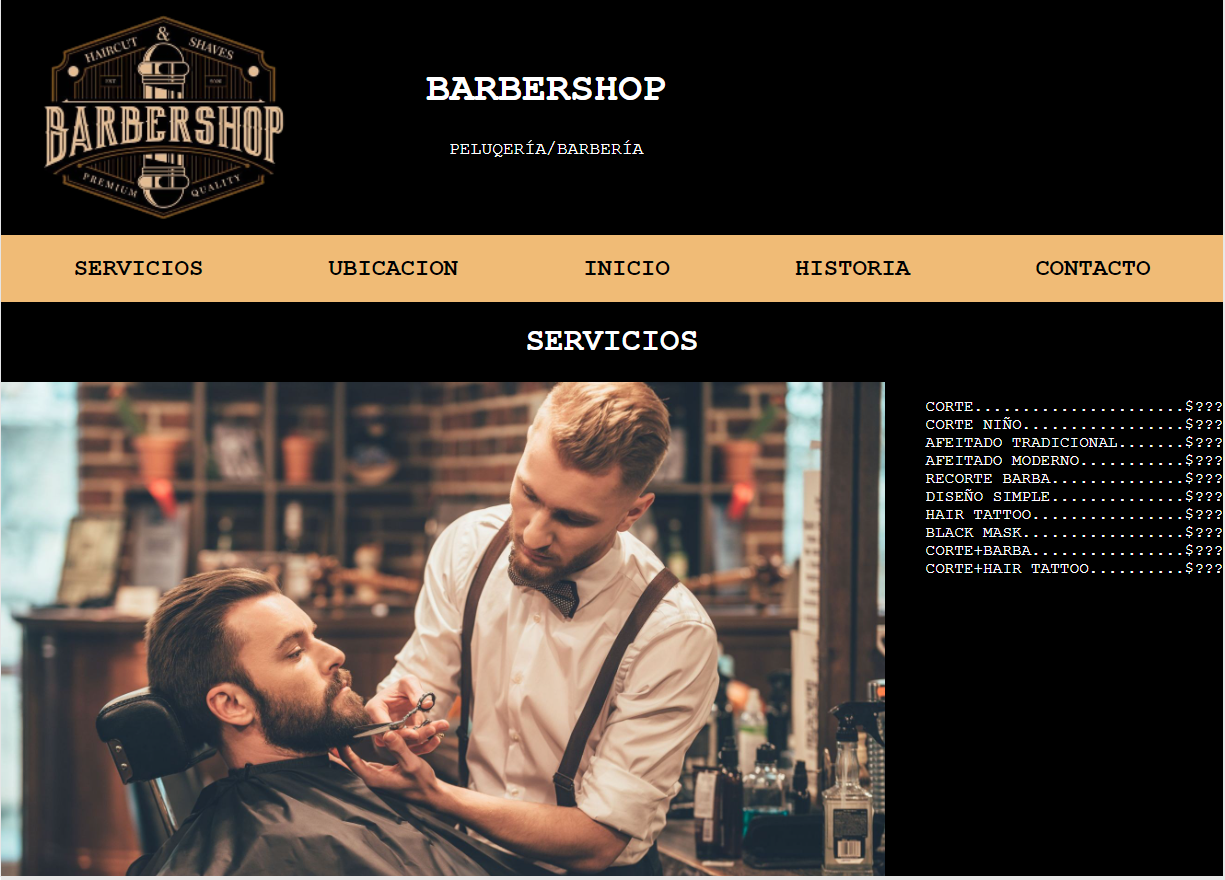 HAIRCUT & SHAVES
BARBERSHOP
PREMIUM QUALITY
BARBERSHOP
PELUQERÍA/BARBERÍA
SERVICIOS UBICACION INICIO HISTORIA CONTACTO
SERVICIOS
CORTE......................$???
CORTE NIÑO.................$???
AFEITADO TRADICIONAL.......$???
AFEITADO MODERNO...........$???
RECORTE BARBA..............$???
DISEÑO SIMPLE..............$???
HAIR TATTOO................$???
BLACK MASK.................$???
CORTE+BARBA................$???
CORTE+HAIR TATTOO..........$???